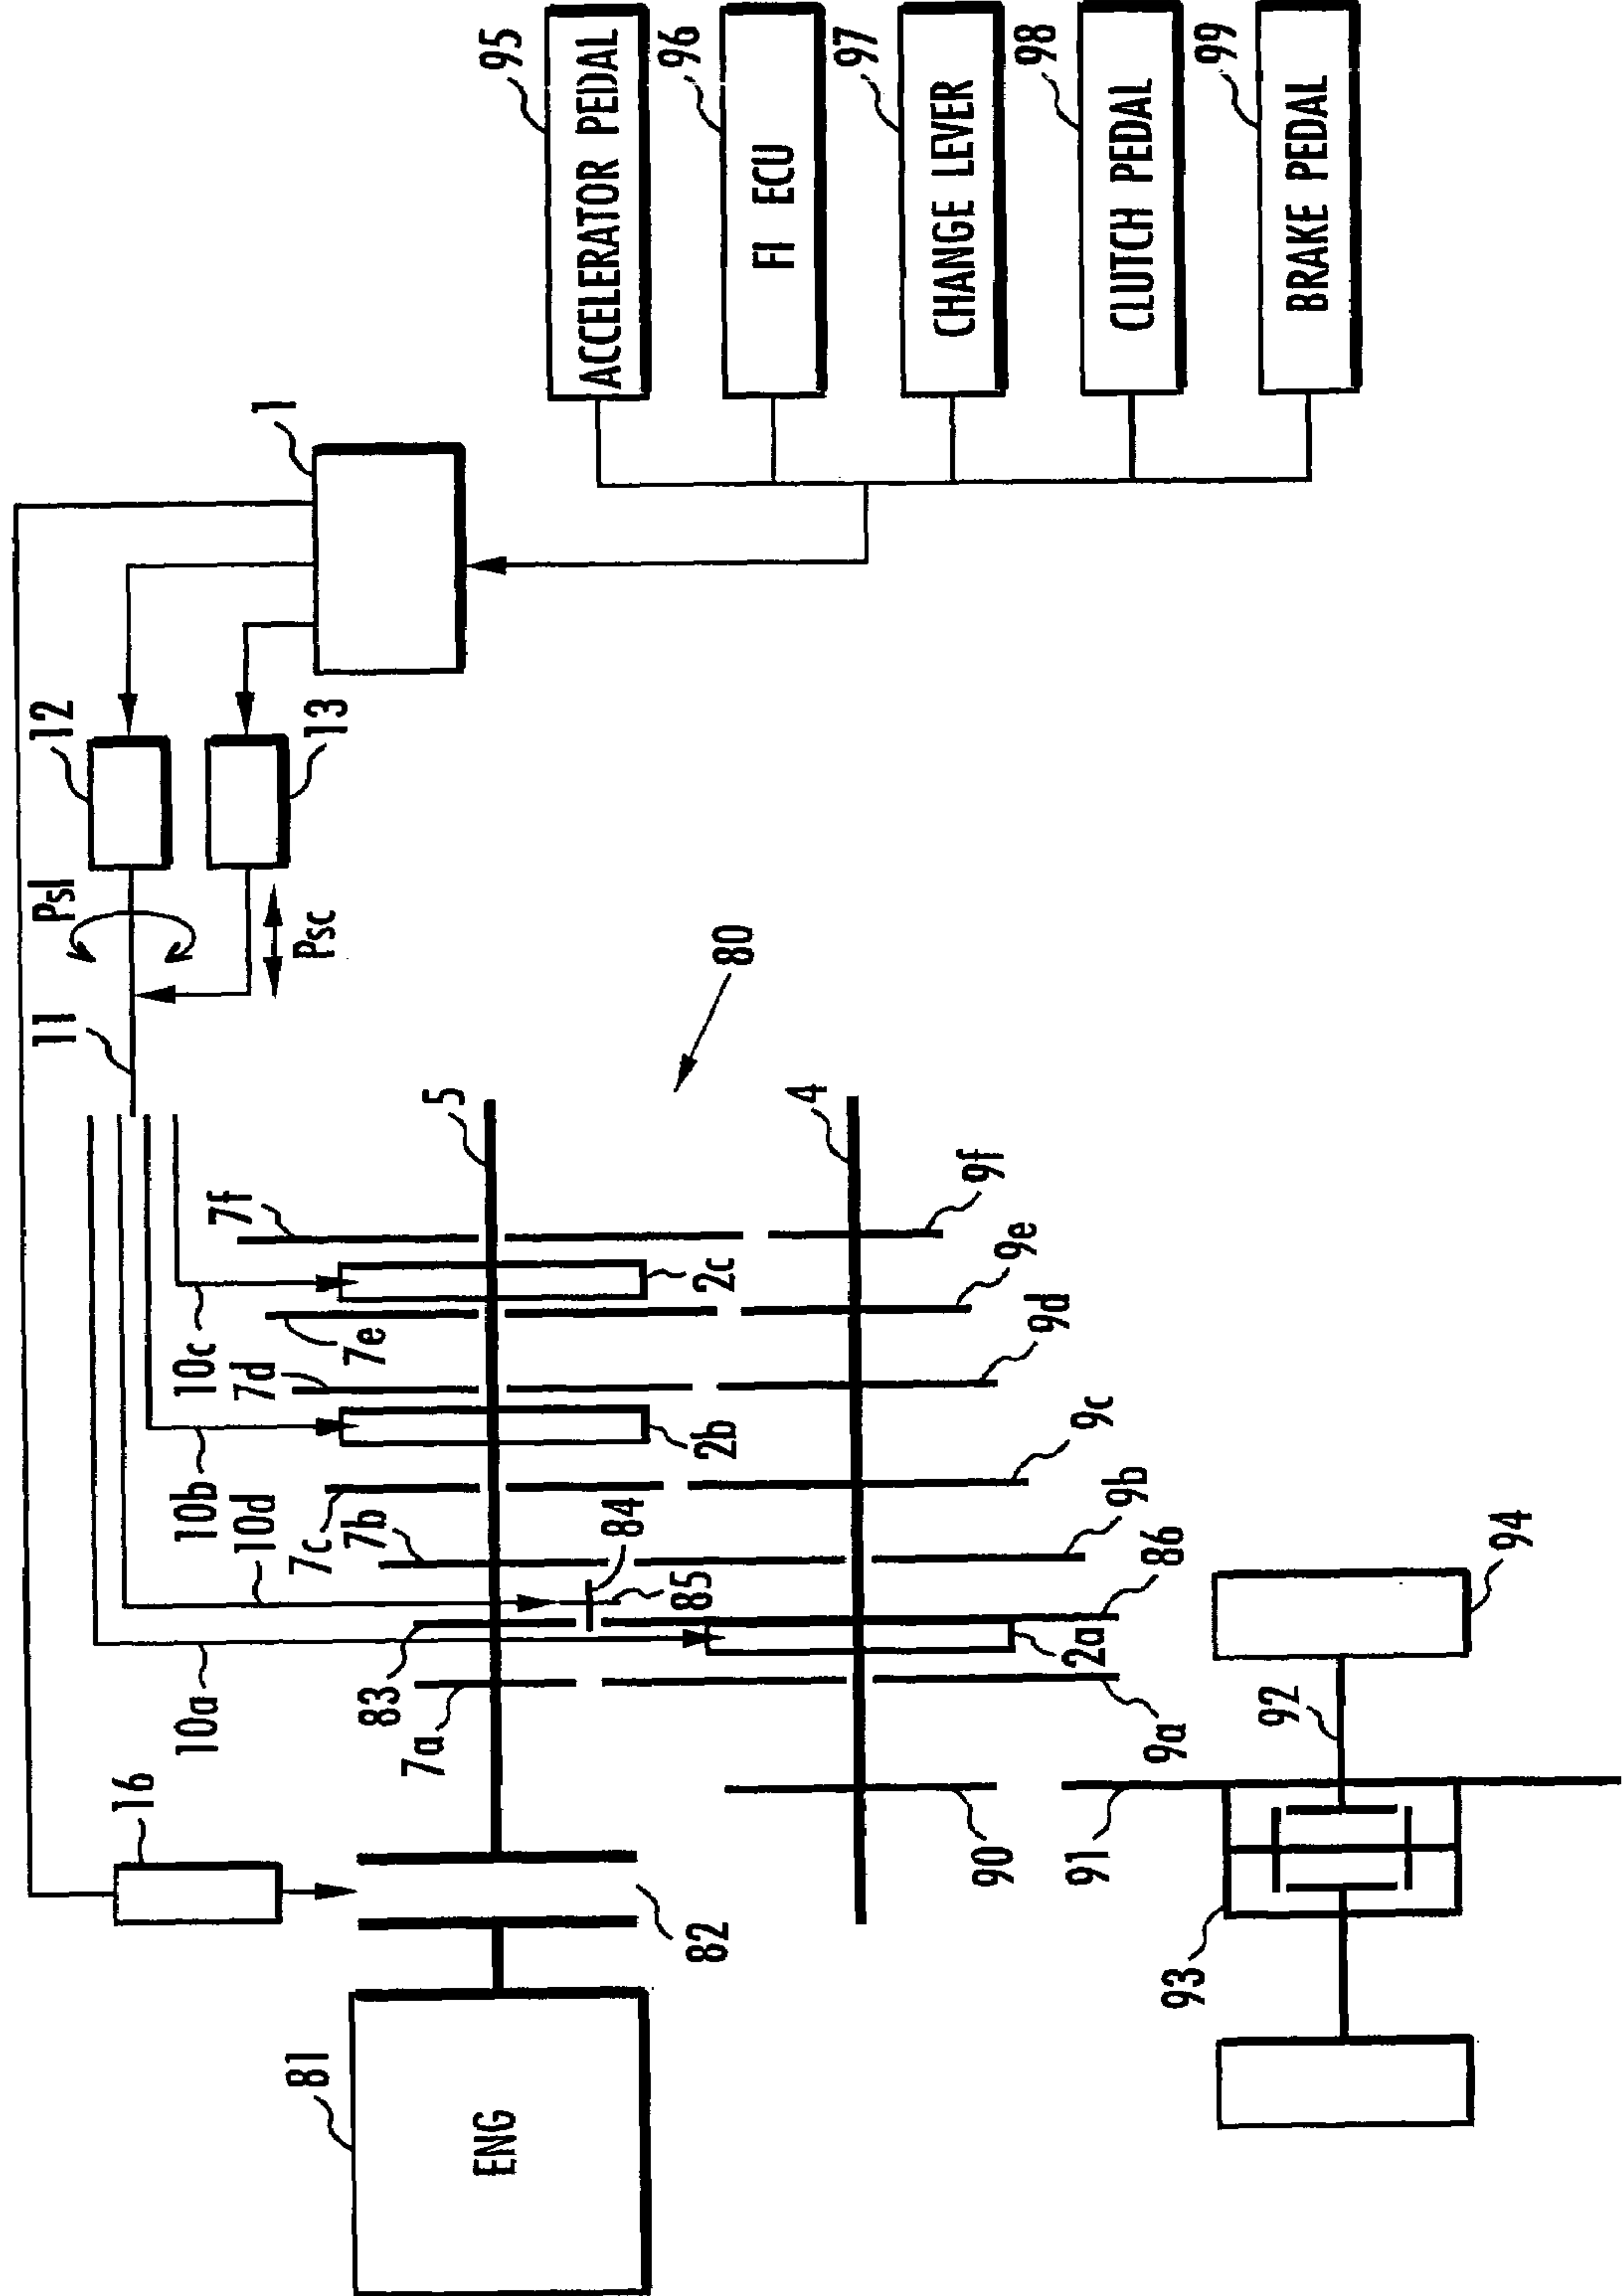 16
12
Psl
11
13
Psc
1
10a
10b
10d
10c
7f
7e
7d
7c
7b
83
7a
5
84
85
2c
2b
2a
80
4
9f
9e
9d
9c
9b
86
9a
81
ENG
82
90
91
92
93
94
95
ACCELERATOR PEDAL
96
FI ECU
97
CHANGE LEVER
98
CLUTCH PEDAL
99
BRAKE PEDAL